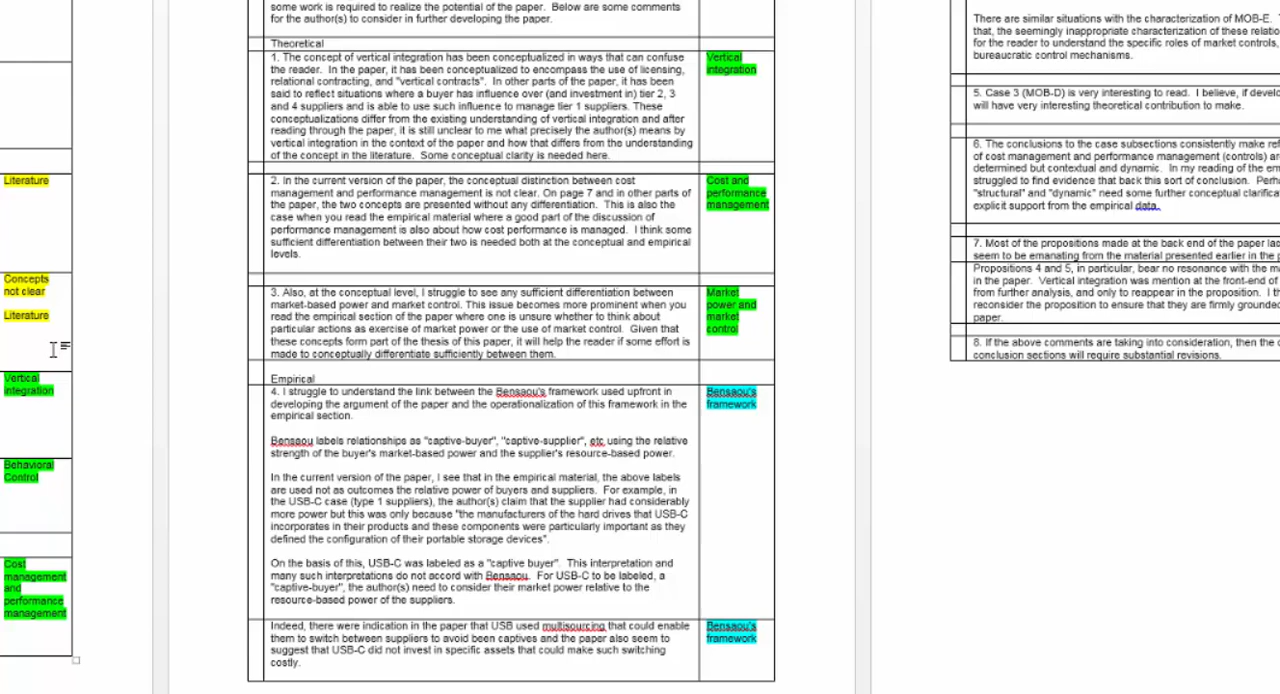 Literature
Concepts
not clear
Literature
Vertical
integration
Behavioral
Control
Cost
management
and
performance
management
some work is required to realize the potential of the paper. Below are some comments
for the author(s) to consider in further developing the paper.
Theoretical
1. The concept of vertical integration has been conceptualized in ways that can confuse
the reader. In the paper, it has been conceptualized to encompass the use of licensing,
relational contracting, and "vertical contracts". In other parts of the paper, it has been
said to reflect situations where a buyer has influence over (and investment in) tier 2, 3
and 4 suppliers and is able to use such influence to manage tier 1 suppliers. These
conceptualizations differ from the existing understanding of vertical integration and after
reading through the paper, it is still unclear to me what precisely the author(s) means by
vertical integration in the context of the paper and how that differs from the understanding
of the concept in the literature. Some conceptual clarity is needed here.
Vertical
integration
2. In the current version of the paper, the conceptual distinction between cost
management and performance management is not clear. On page 7 and in other parts of
the paper, the two concepts are presented without any differentiation. This is also the
case when you read the empirical material where a good part of the discussion of
performance management is also about how cost performance is managed. I think some
sufficient differentiation between their two is needed both at the conceptual and empirical
levels.
Cost and
performance
management
3. Also, at the conceptual level, I struggle to see any sufficient differentiation between
market-based power and market control. This issue becomes more prominent when you
read the empirical section of the paper where one is unsure whether to think about
particular actions as exercise of market power or the use of market control. Given that
these concepts form part of the thesis of this paper, it will help the reader if some effort is
made to conceptually differentiate sufficiently between them.
Market
power and
market
control
Empirical
4. I struggle to understand the link between the Bensaou's framework used upfront in
developing the argument of the paper and the operationalization of this framework in the
empirical section.
Bensaou labels relationships as "captive-buyer", "captive-supplier", etc using the relative
strength of the buyer's market-based power and the supplier's resource-based power.
In the current version of the paper, I see that in the empirical material, the above labels
are used not as outcomes the relative power of buyers and suppliers. For example, in
the USB-C case (type 1 suppliers), the author(s) claim that the supplier had considerably
more power but this was only because "the manufacturers of the hard drives that USB-C
incorporates in their products and these components were particularly important as they
defined the configuration of their portable storage devices".
On the basis of this, USB-C was labeled as a "captive buyer". This interpretation and
many such interpretations do not accord with Bensaou. For USB-C to be labeled, a
"captive-buyer", the author(s) need to consider their market power relative to the
resource-based power of the suppliers.
Bensaou's
framework
Indeed, there were indication in the paper that USB used multisourcing that could enable
them to switch between suppliers to avoid been captives and the paper also seem to
suggest that USB-C did not invest in specific assets that could make such switching
costly.
Bensaou's
framework
There are similar situations with the characterization of MOB-E.
that, the seemingly inappropriate characterization of these relatio
for the reader to understand the specific roles of market controls,
bureaucratic control mechanisms.
5. Case 3 (MOB-D) is very interesting to read. I believe, if develo
will have very interesting theoretical contribution to make.
6. The conclusions to the case subsections consistently make ref
of cost management and performance management (controls) ar
determined but contextual and dynamic. In my reading of the em
struggled to find evidence that back this sort of conclusion. Perh
"structural" and "dynamic" need some further conceptual clarificat
explicit support from the empirical data.
7. Most of the propositions made at the back end of the paper lac
seem to be emanating from the material presented earlier in the p
Propositions 4 and 5, in particular, bear no resonance with the ma
in the paper. Vertical integration was mention at the front-end of
from further analysis, and only to reappear in the proposition. I th
reconsider the proposition to ensure that they are firmly grounded
paper.
8. If the above comments are taking into consideration, then the c
conclusion sections will require substantial revisions.